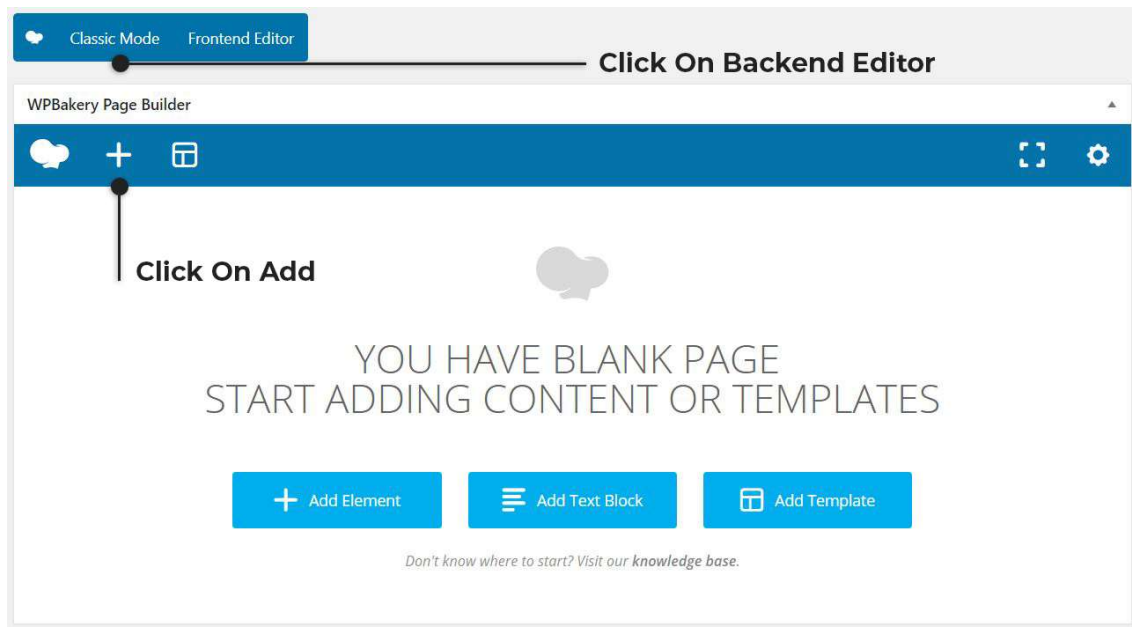 Classic Mode Frontend Editor
Click On Backend Editor
WPBakery Page Builder
Click On Add
YOU HAVE BLANK PAGE
START ADDING CONTENT OR TEMPLATES
Add Element Add Text Block Add Template
Don't know where to start? Visit our knowledge base.